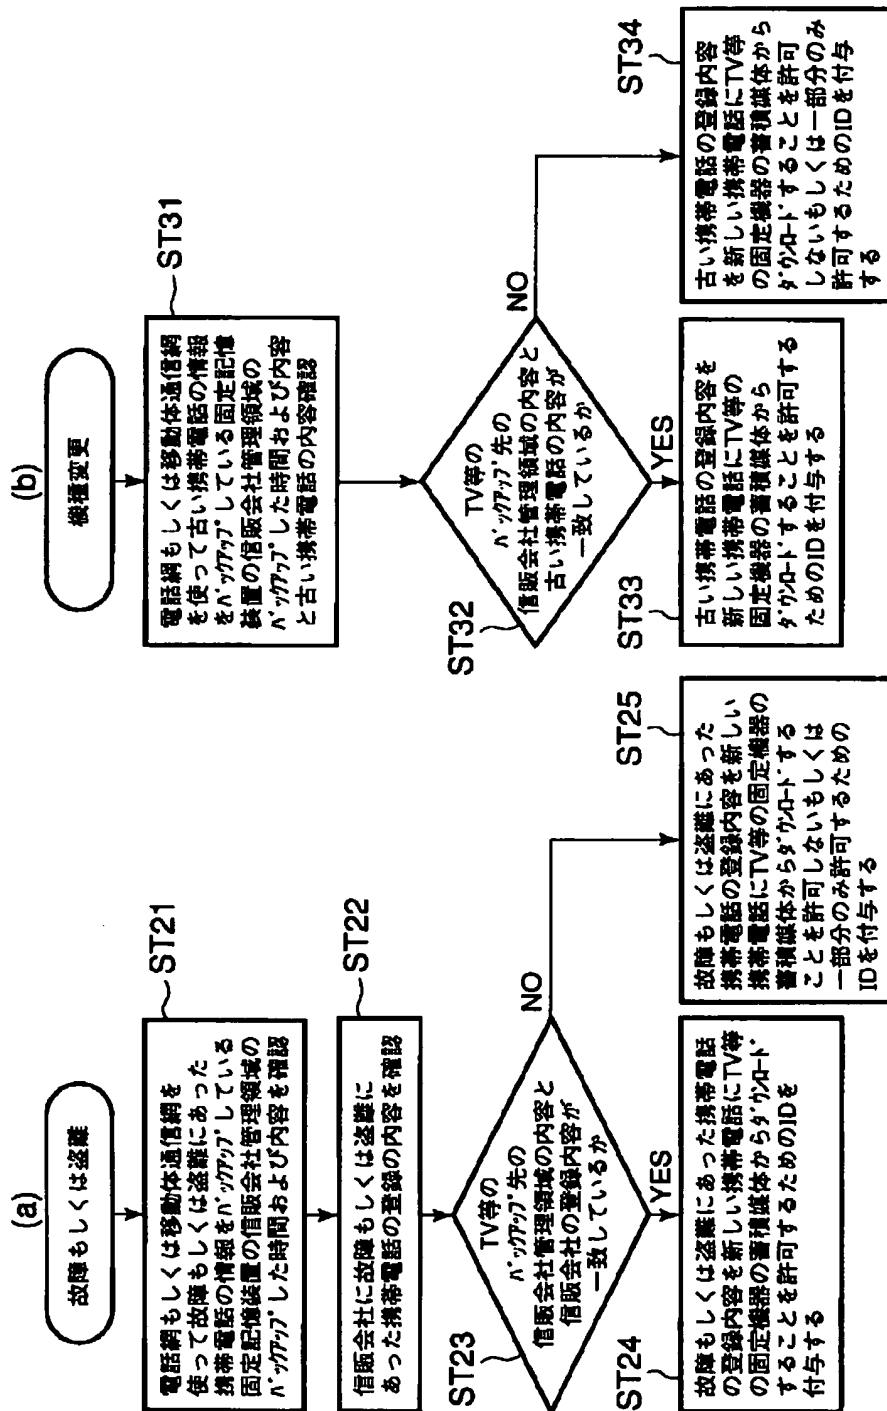 (a)
故障もしくは盗離
ST21
電話網もしくは移動体通信網を
使って故障もしくは盗離にあった
携帯電話の情報をバックアップしている
固定記憶装置の信販会社管理領域の
バックアップした時間および内容を確認
ST22
信販会社に故障もしくは盗離に
あった携帯電話の登録の内容を確認
ST23
TV等の
バックアップ先の
信販会社管理領域の内容と
信販会社の登録内容が
一致しているか
YES
NO
ST24
故障もしくは盗離にあった携帯電話
の登録内容を新しい携帯電話にTV等
の固定機器の蓄積媒体からダウンロード
することを許可するためのIDを
付与する
ST25
故障もしくは盗離にあった
携帯電話の登録内容を新しい
携帯電話にTV等の固定機器の
蓄積媒体からダウンロードする
ことを許可しないもしくは
一部分のみ許可するための
IDを付与する
(b)
機種変更
ST31
電話網もしくは移動体通信網
を使って古い携帯電話の情報
をバックアップしている固定記憶
装置の信販会社管理領域の
バックアップした時間および内容
と古い携帯電話の内容確認
ST32
TV等の
バックアップ先の
信販会社管理領域の内容と
古い携帯電話の内容が
一致しているか
YES
NO
ST33
古い携帯電話の登録内容を
新しい携帯電話にTV等の
固定機器の蓄積媒体から
ダウンロードすることを許可する
ためのIDを付与する
ST34
古い携帯電話の登録内容
を新しい携帯電話にTV等
の固定機器の蓄積媒体から
ダウンロードすることを許可
しないもしくは一部分のみ
許可するためのIDを付与
する